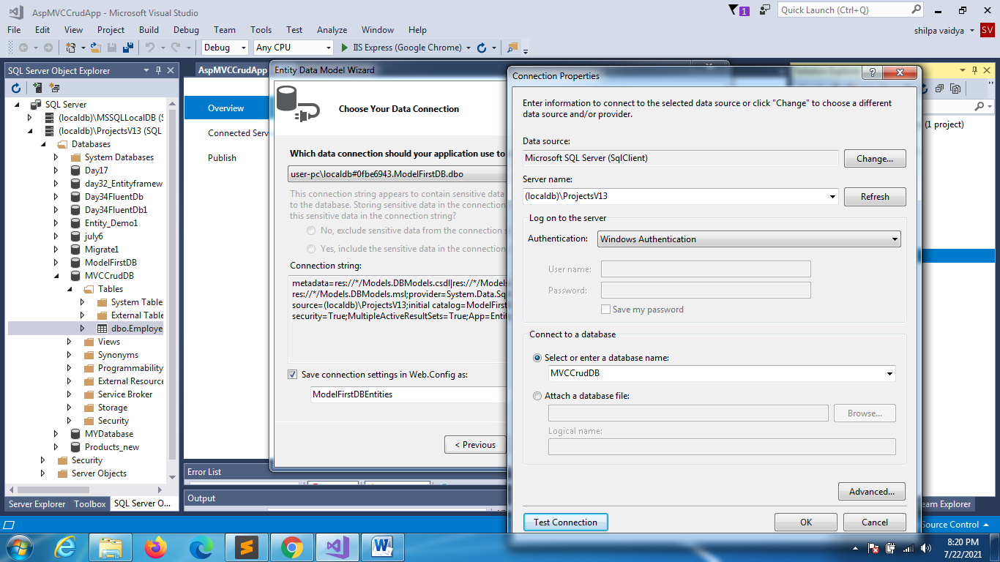 AspMVCCrudApp - Microsoft Visual Studio
1
Quick Launch (Ctrl+Q)
File Edit View Project Build Debug Team Tools Test Analyze Window Help
shilpa vaidya SV
Debug Any CPU IIS Express (Google Chrome)
SQL Server Object Explorer
SQL Server
(localdb)\MSSQLLocalDB (S
(localdb)\ProjectsV13 (SQL
Databases
System Databases
Day17
day32_Entityframew
Day34FluentDb
Day34FluentDb1
Entity_Demo1
july6
Migrate1
ModelFirstDB
MVCCrudDB
Tables
System Table
External Table
dbo.Employe
Views
Synonyms
Programmability
External Resource
Service Broker
Storage
Security
MYDatabase
Products_new
Security
Server Objects
Server Explorer Toolbox SQL Server O...
AspMVCCrudApp
Overview
Connected Serv
Publish
Error List
Output
Entity Data Model Wizard
Choose Your Data Connection
Which data connection should your application use to
user-pc\localdb#0fbe6943.ModelFirstDB.dbo
This connection string appears to contain sensitive data
to the database. Storing sensitive data in the connection
this sensitive data in the connection string?
No, exclude sensitive data from the connection s
Yes, include the sensitive data in the connection
Connection string:
metadata=res://*/Models.DBModels.csdl|res://*/Models.
res://*/Models.DBModels.msl;provider=System.Data.Sql
source=(localdb)\ProjectsV13;initial catalog=ModelFirst
security=True;MultipleActiveResultSets=True;App=Entit
Save connection settings in Web.Config as:
ModelFirstDBEntities
< Previous
Connection Properties
Enter information to connect to the selected data source or click "Change" to choose a different
data source and/or provider.
Data source:
Microsoft SQL Server (SqlClient) Change...
Server name:
(localdb)\ProjectsV13 Refresh
Log on to the server
Authentication: Windows Authentication
User name:
Password:
Save my password
Connect to a database
Select or enter a database name:
MVCCrudDB
Attach a database file:
Browse...
Logical name:
Advanced...
Test Connection OK Cancel
(1 project)
eam Explorer
Source Control
8:20 PM
7/22/2021